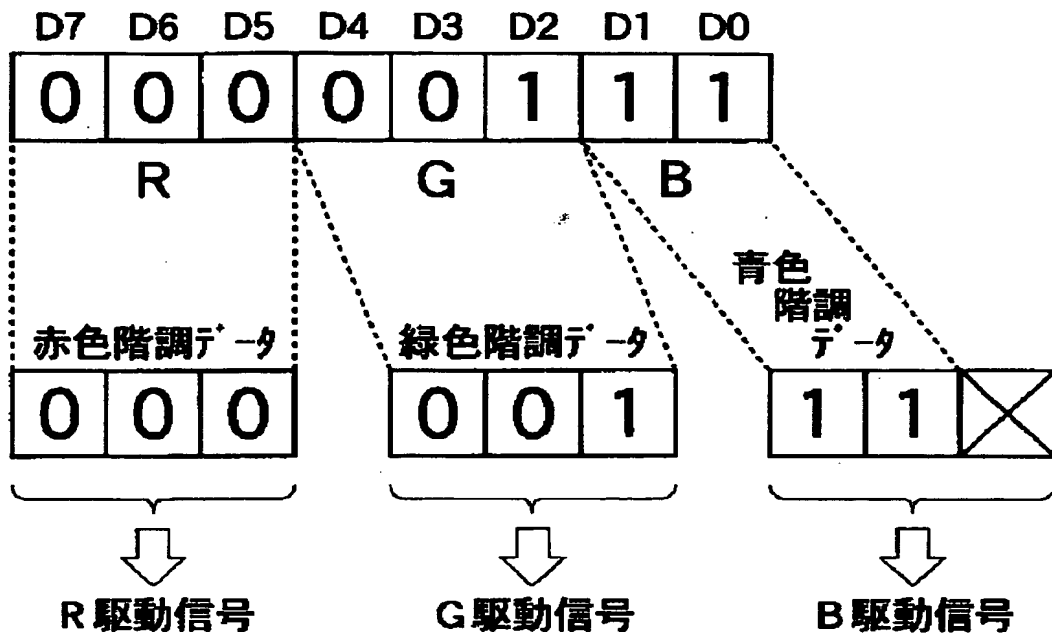 D7 D6 D5 D4 D3 D2 D1 D0
0 0 0 0 0 1 1 1
R G B
青色
階調
データ
赤色階調データ 緑色階調データ
0 0 0 0 0 1 1 1
R駆動信号 G駆動信号 B駆動信号